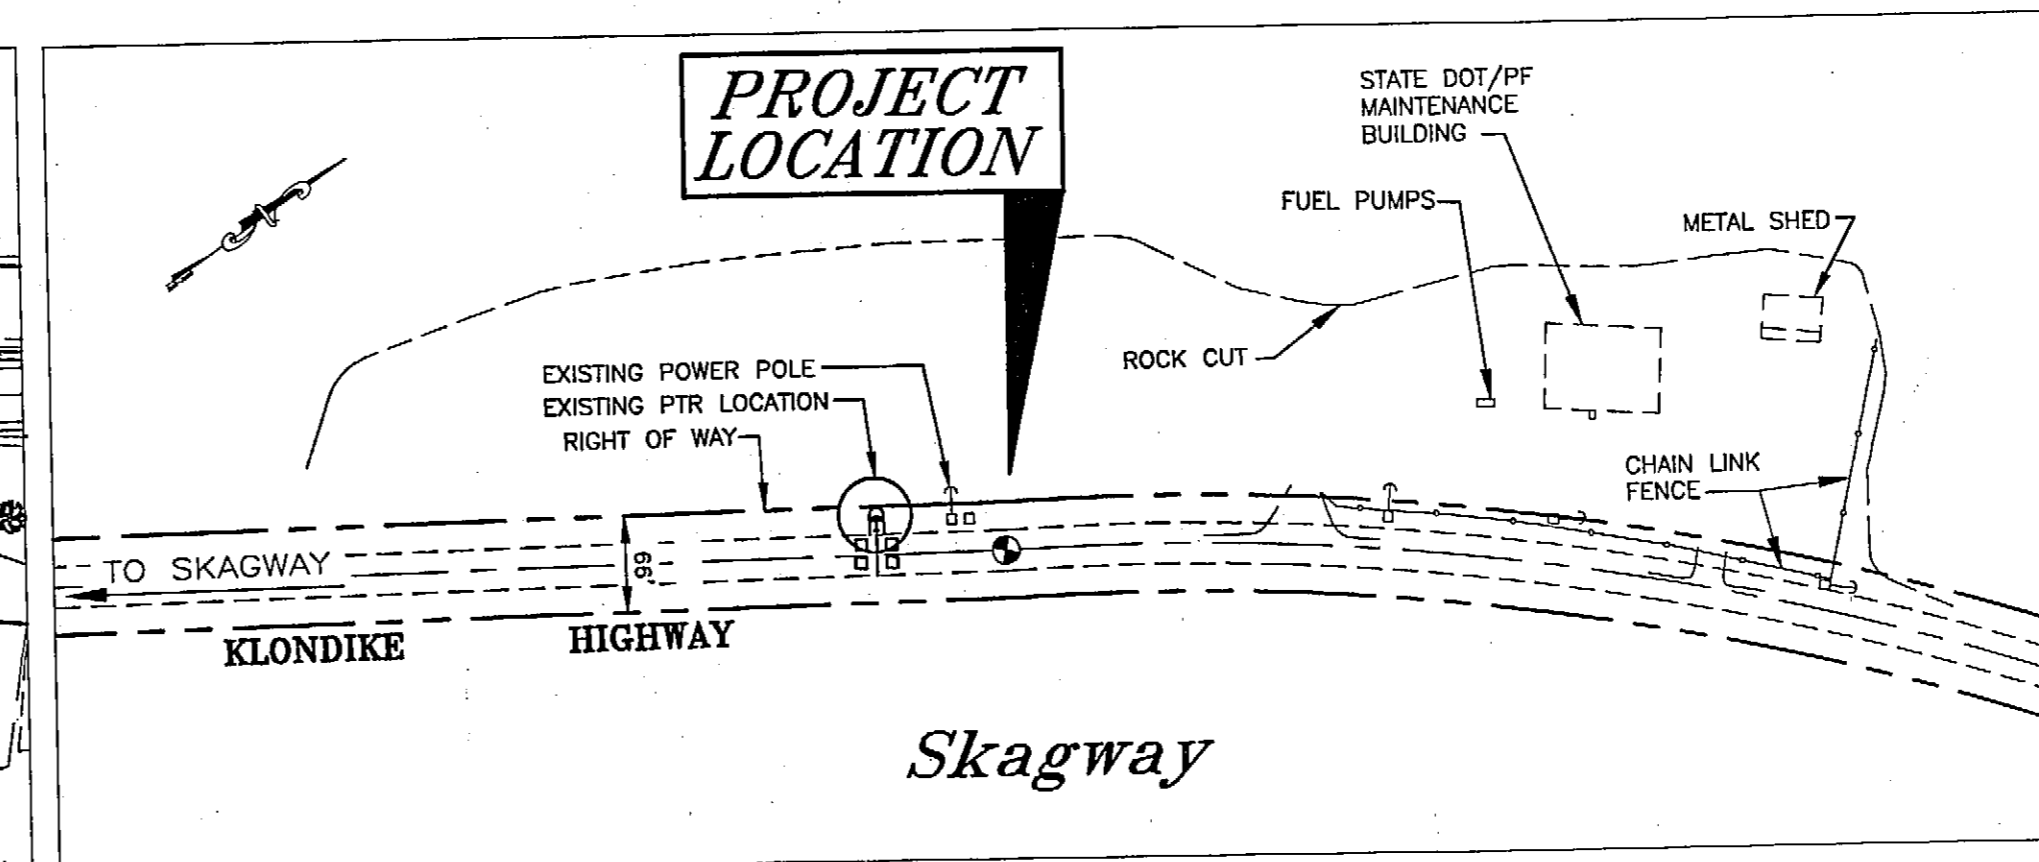 PROJECT
LOCATION
STATE DOT/PF
MAINTENANCE
BUILDING
FUEL PUMPS
METAL SHED
ROCK CUT
EXISTING POWER POLE
EXISTING PTR LOCATION
RIGHT OF WAY
CHAIN LINK
FENCE
TO SKAGWAY
66'
KLONDIKE HIGHWAY
Skagway